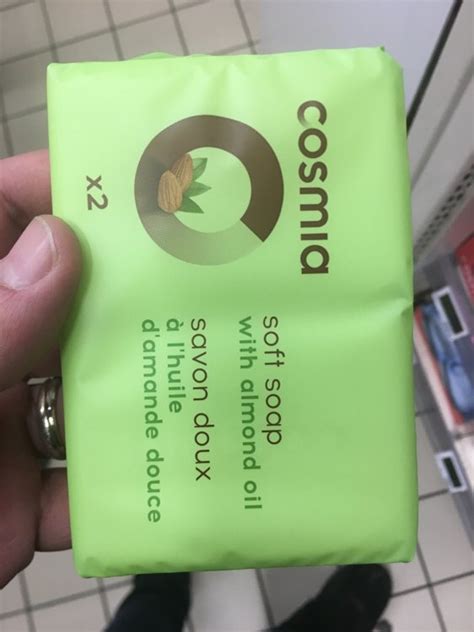 cosmia
x2
soft soap
with almond oil
savon doux
à l'huile
d'amande douce